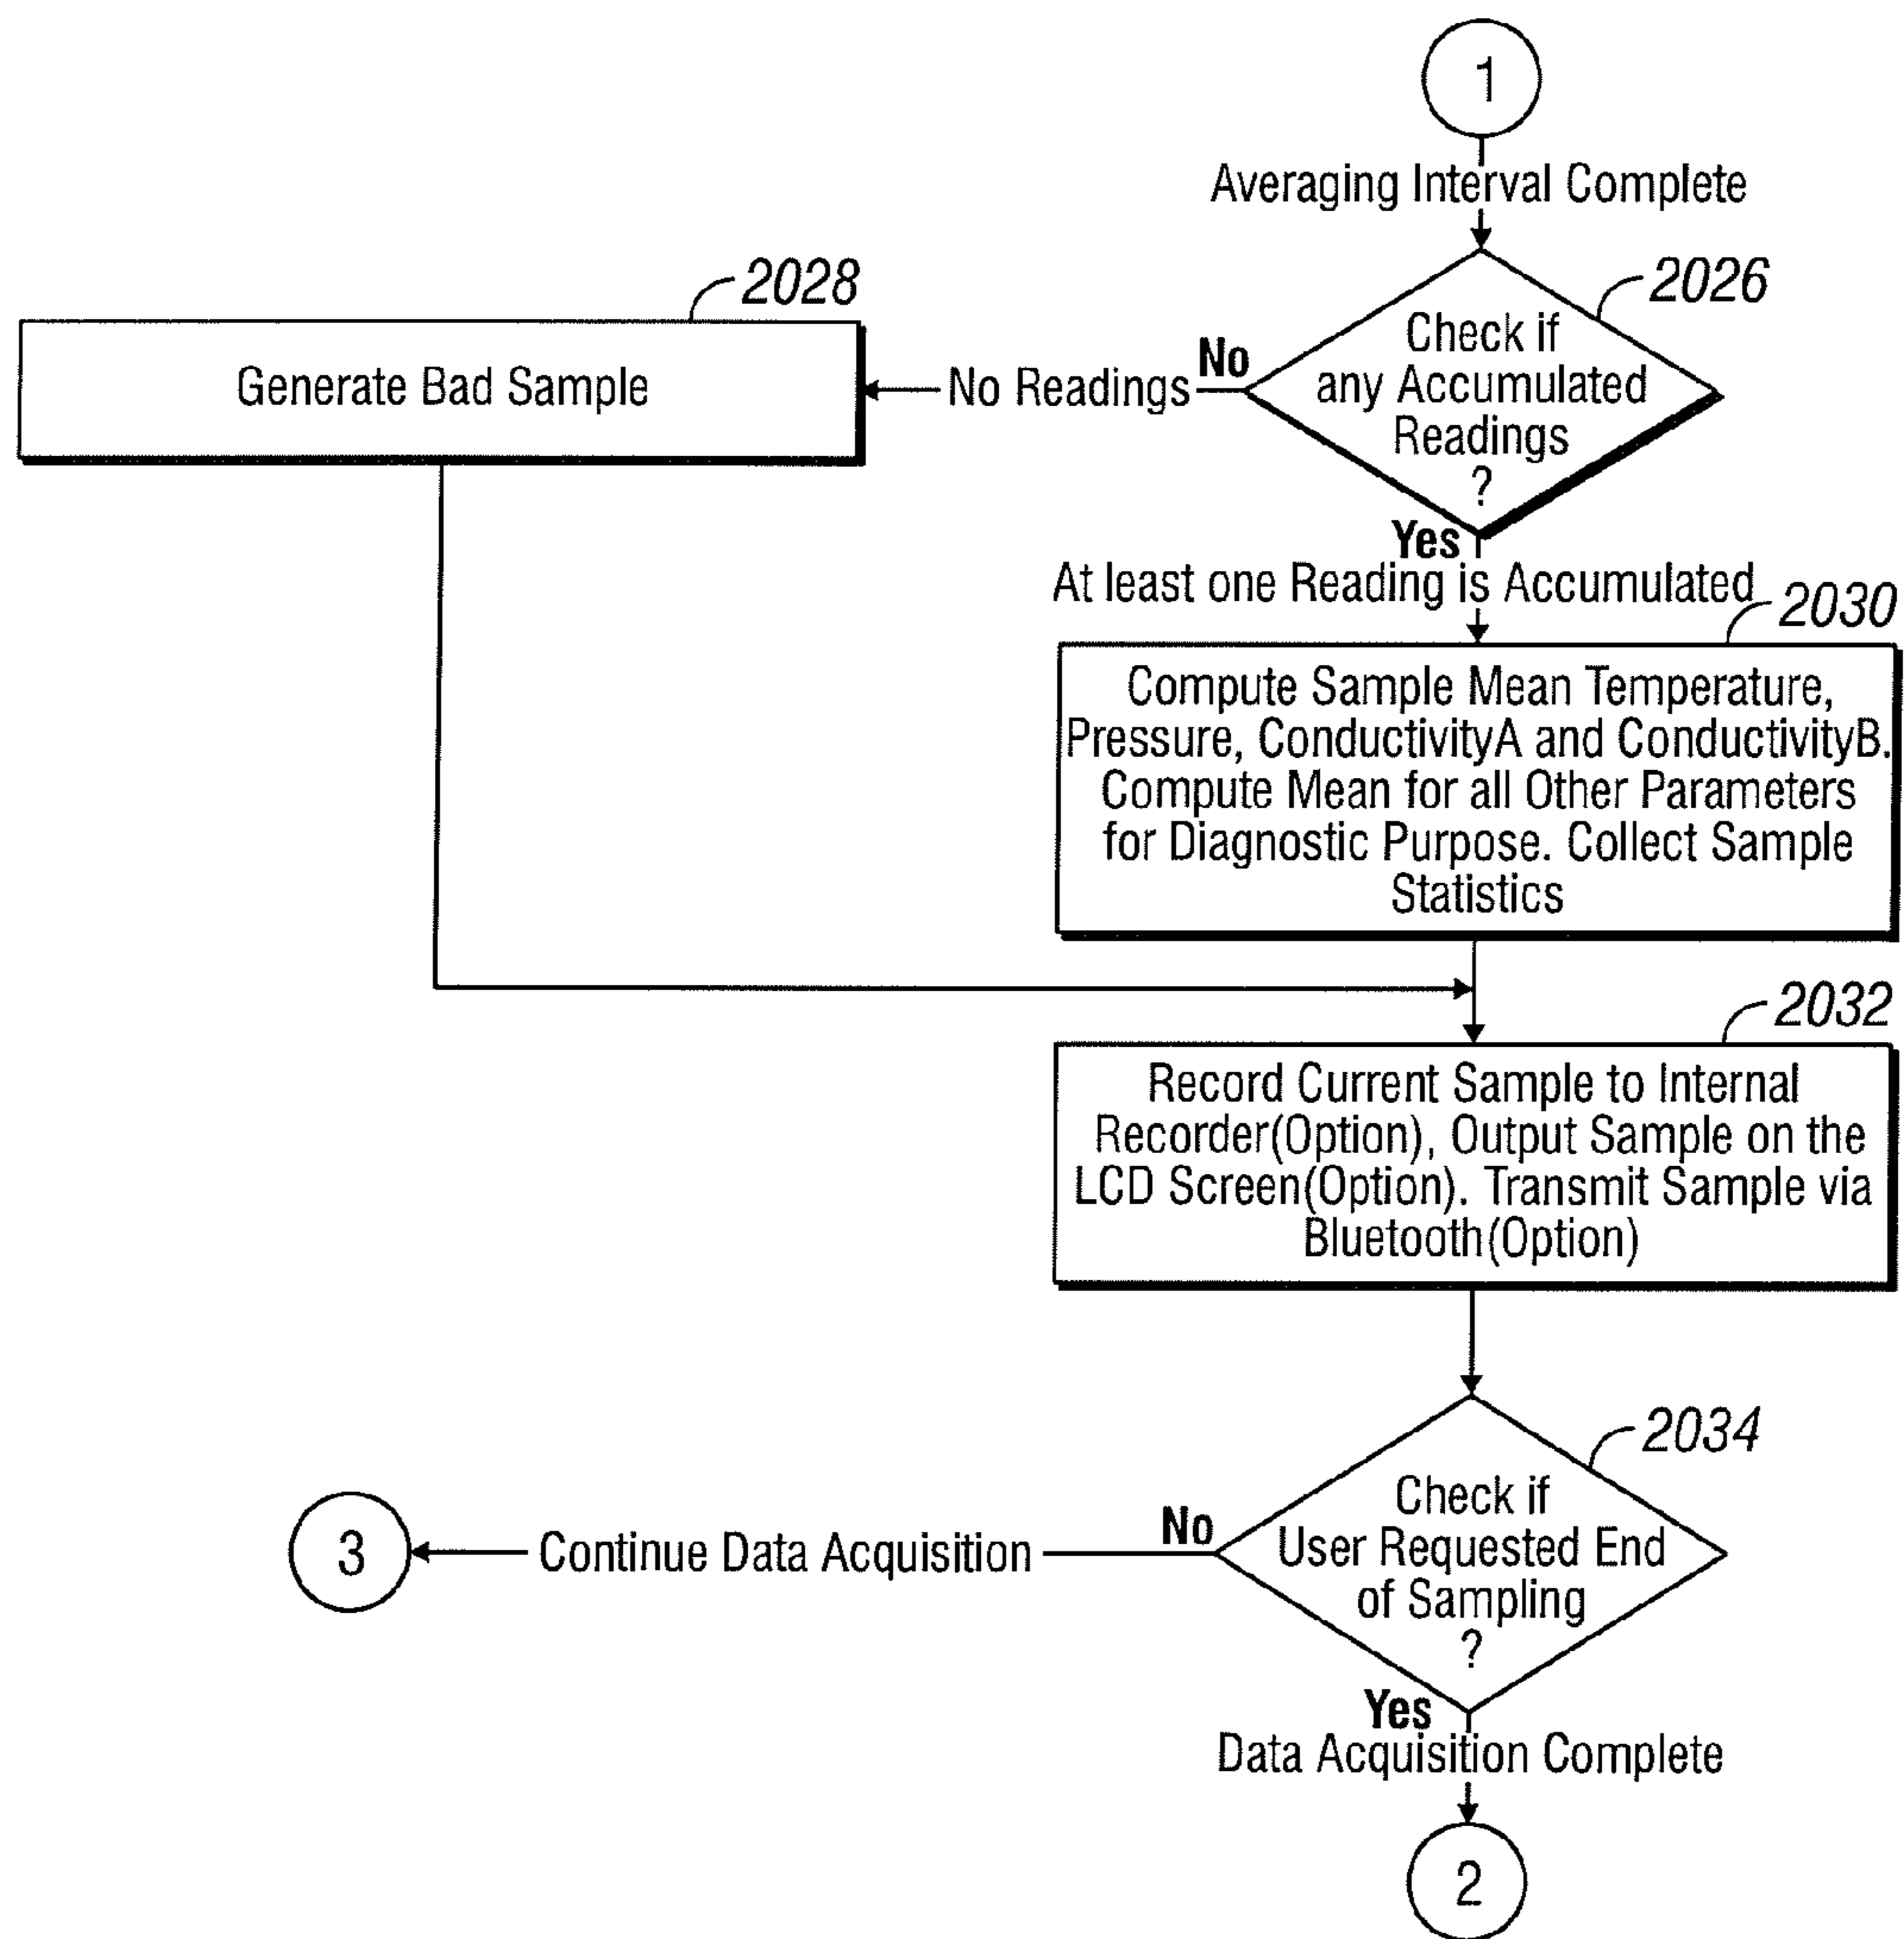 1
Averaging Interval Complete
2028
2026
Generate Bad Sample
No Readings
No
Check if
any Accumulated
Readings
?
Yes
At least one Reading is Accumulated
2030
Compute Sample Mean Temperature,
Pressure, ConductivityA and ConductivityB.
Compute Mean for all Other Parameters
for Diagnostic Purpose. Collect Sample
Statistics
2032
Record Current Sample to Internal
Recorder(Option), Output Sample on the
LCD Screen(Option). Transmit Sample via
Bluetooth(Option)
2034
Check if
User Requested End
of Sampling
?
No
Continue Data Acquisition
3
Yes
Data Acquisition Complete
2